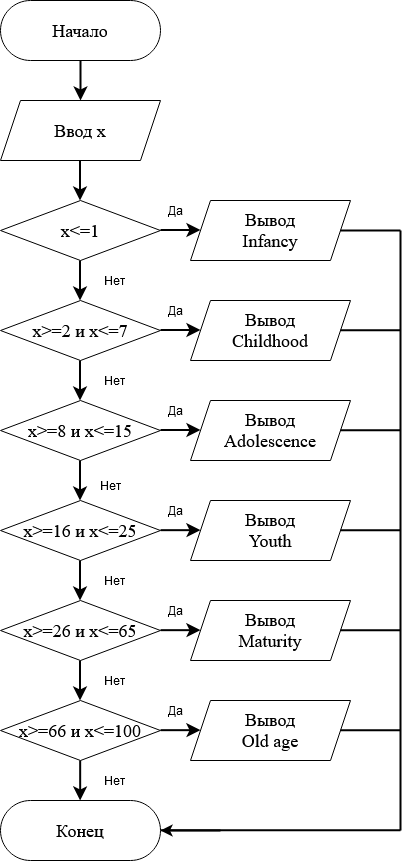 Начало
Ввод x
x<=1
Да
Вывод
Infancy
Нет
x>=2 и x<=7
Да
Вывод
Childhood
Нет
x>=8 и x<=15
Да
Вывод
Adolescence
Нет
x>=16 и x<=25
Да
Вывод
Youth
Нет
x>=26 и x<=65
Да
Вывод
Maturity
Нет
x>=66 и x<=100
Да
Вывод
Old age
Нет
Конец